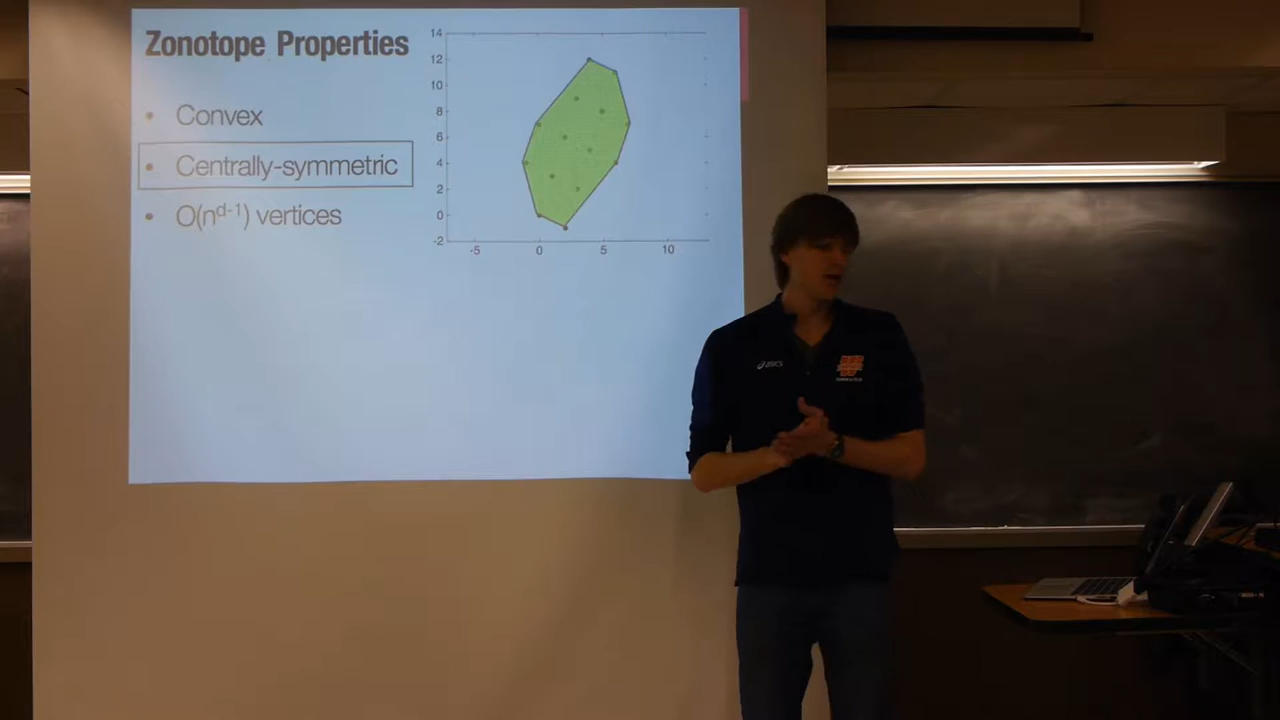 Zonotope Properties
• Convex
• Centrally-symmetric
• O(n^{d-1}) vertices
14
12
10
8
6
4
2
0
-2
-5 0 5 10
asics